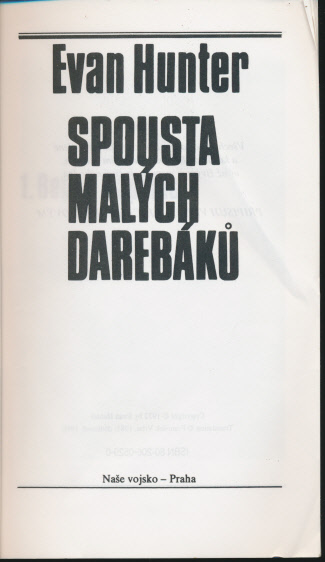 Evan Hunter
SPOUSTA
MALÝCH
DAREBÁKŮ
Naše vojsko – Praha